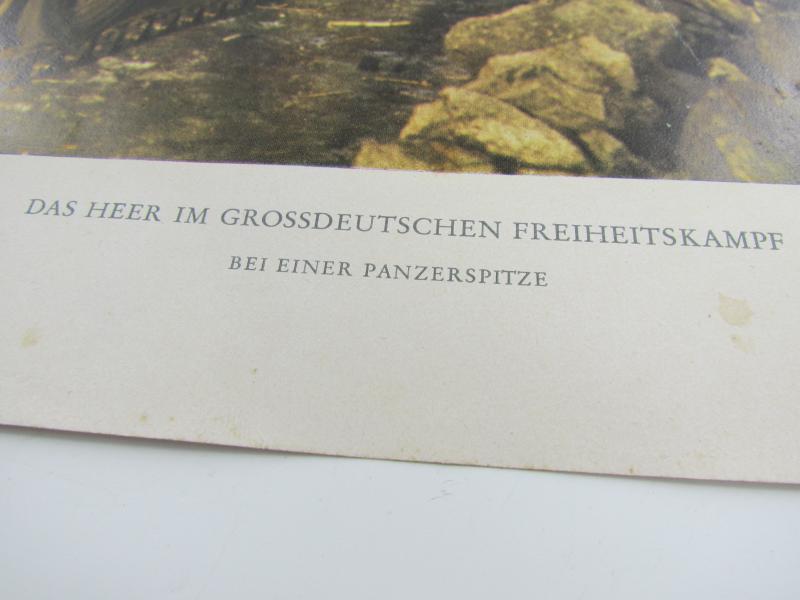 DAS HEER IM GROSSDEUTSCHEN FREIHEITSKAMPF
BEI EINER PANZERSPITZE